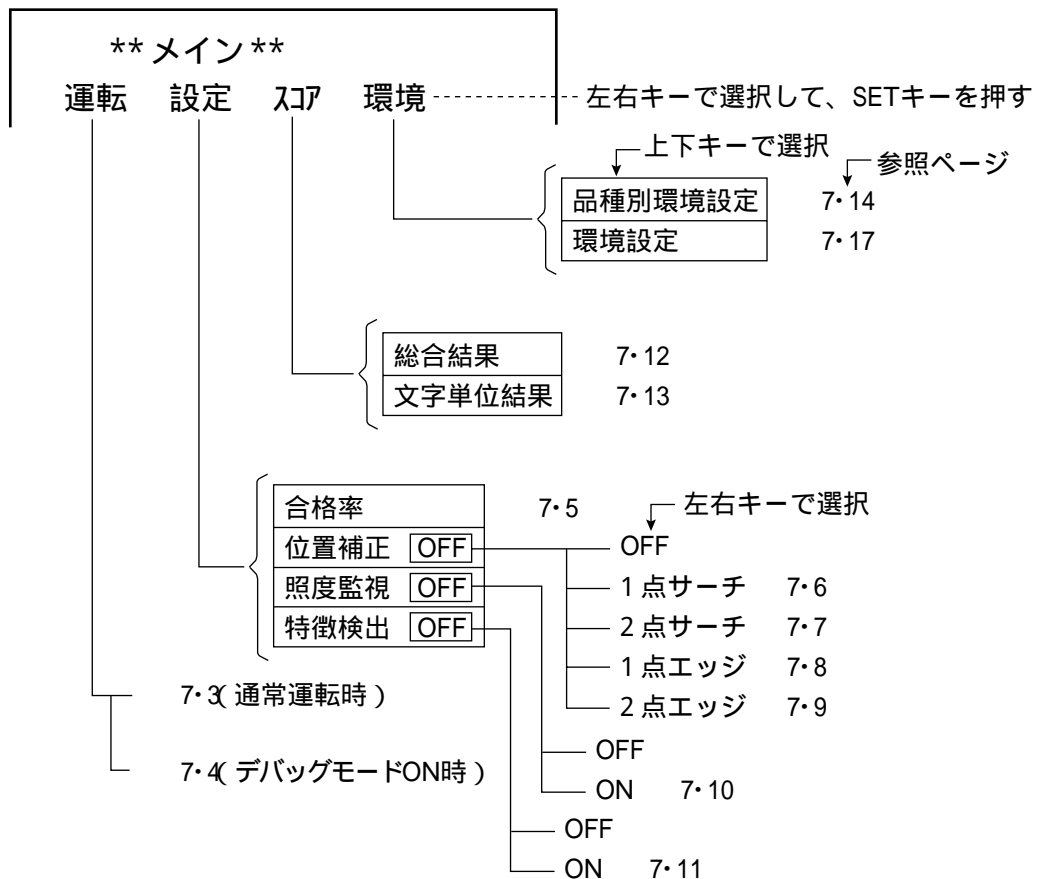 ** メイン **
運転 設定 ｽｺｱ 環境 左右キーで選択して、SETキーを押す
上下キーで選択
参照ページ
品種別環境設定 7・14
環境設定 7・17
総合結果 7・12
文字単位結果 7・13
合格率 7・5 左右キーで選択
位置補正 OFF OFF
照度監視 OFF 1点サーチ 7・6
特徴検出 OFF 2点サーチ 7・7
1点エッジ 7・8
7・3(通常運転時) 2点エッジ 7・9
OFF
7・4(デバッグモードON時) ON 7・10
OFF
ON 7・11